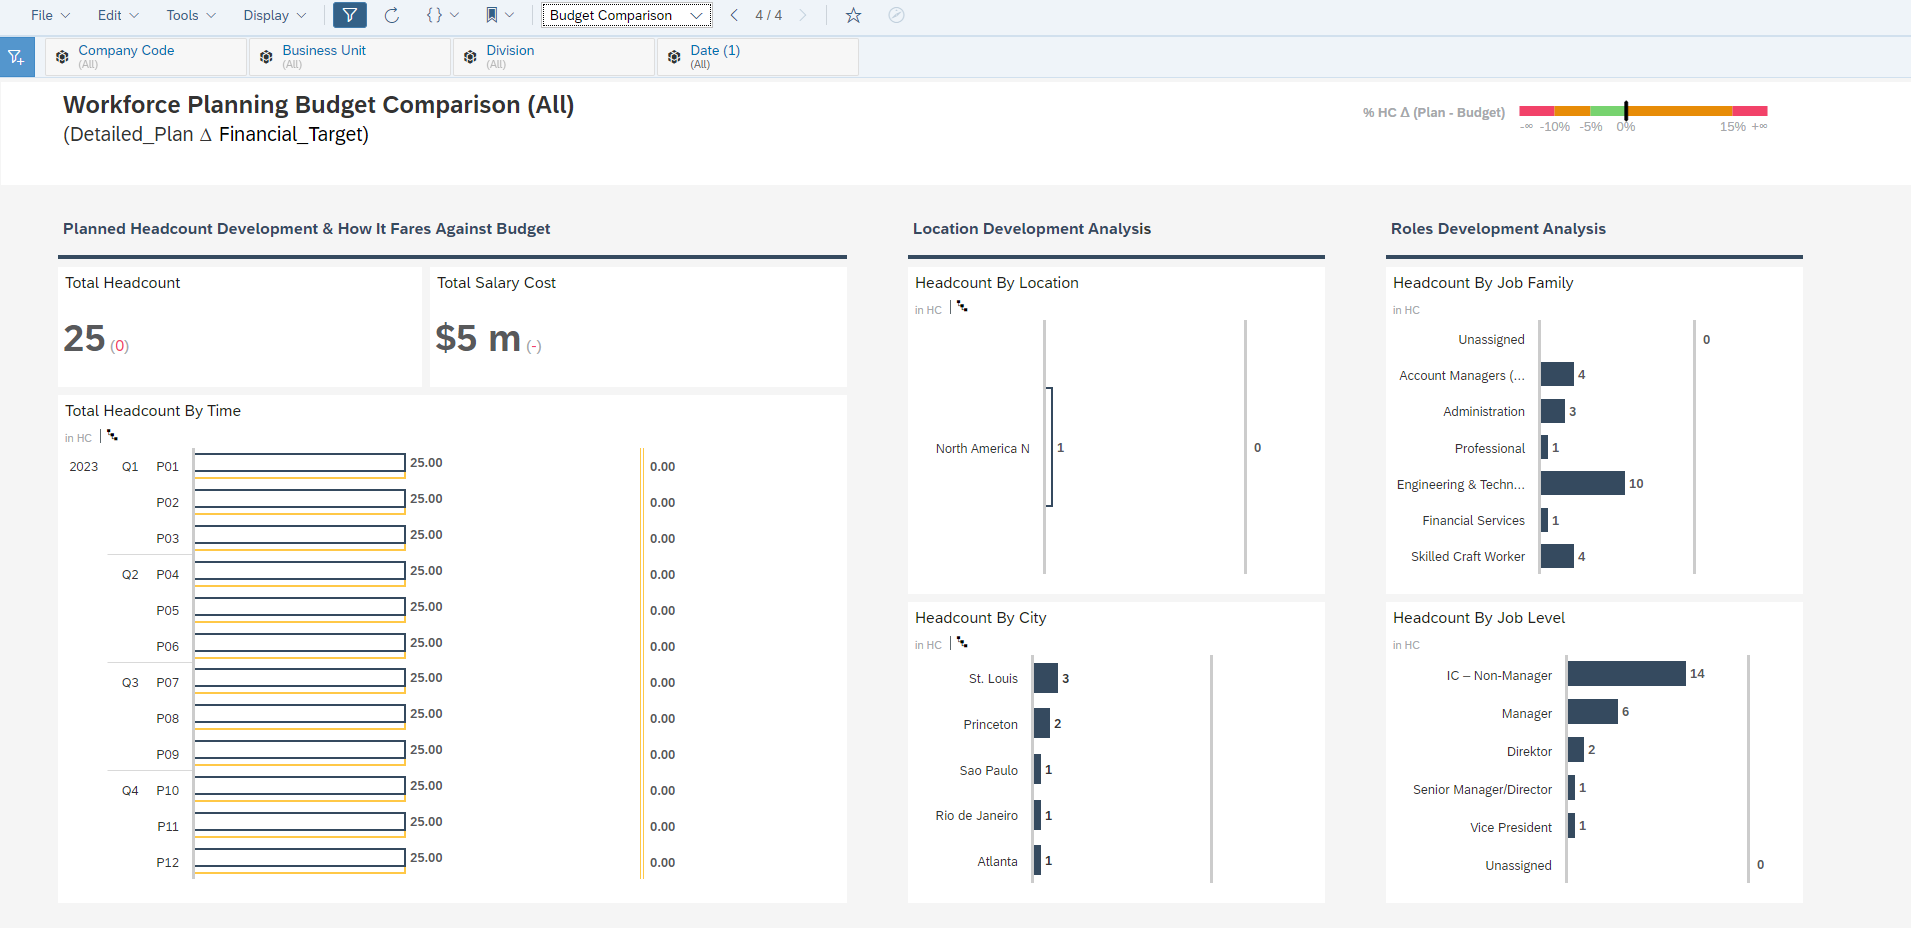 File Edit Tools Display { } Budget Comparison 4 / 4
Company Code
(All)
Business Unit
(All)
Division
(All)
Date (1)
(All)
Workforce Planning Budget Comparison (All)
(Detailed_Plan Δ Financial_Target)
% HC Δ (Plan - Budget)
-∞ -10% -5% 0% 15% +∞
Planned Headcount Development & How It Fares Against Budget
Total Headcount
25 (0)
Total Salary Cost
$5 m (-)
Total Headcount By Time
in HC
2023 Q1 P01 25.00 0.00
P02 25.00 0.00
P03 25.00 0.00
Q2 P04 25.00 0.00
P05 25.00 0.00
P06 25.00 0.00
Q3 P07 25.00 0.00
P08 25.00 0.00
P09 25.00 0.00
Q4 P10 25.00 0.00
P11 25.00 0.00
P12 25.00 0.00
Location Development Analysis
Headcount By Location
in HC
North America N 1 0
Headcount By City
in HC
St. Louis 3
Princeton 2
Sao Paulo 1
Rio de Janeiro 1
Atlanta 1
Roles Development Analysis
Headcount By Job Family
in HC
Unassigned 0
Account Managers (... 4
Administration 3
Professional 1
Engineering & Techn... 10
Financial Services 1
Skilled Craft Worker 4
Headcount By Job Level
in HC
IC – Non-Manager 14
Manager 6
Direktor 2
Senior Manager/Director 1
Vice President 1
Unassigned 0